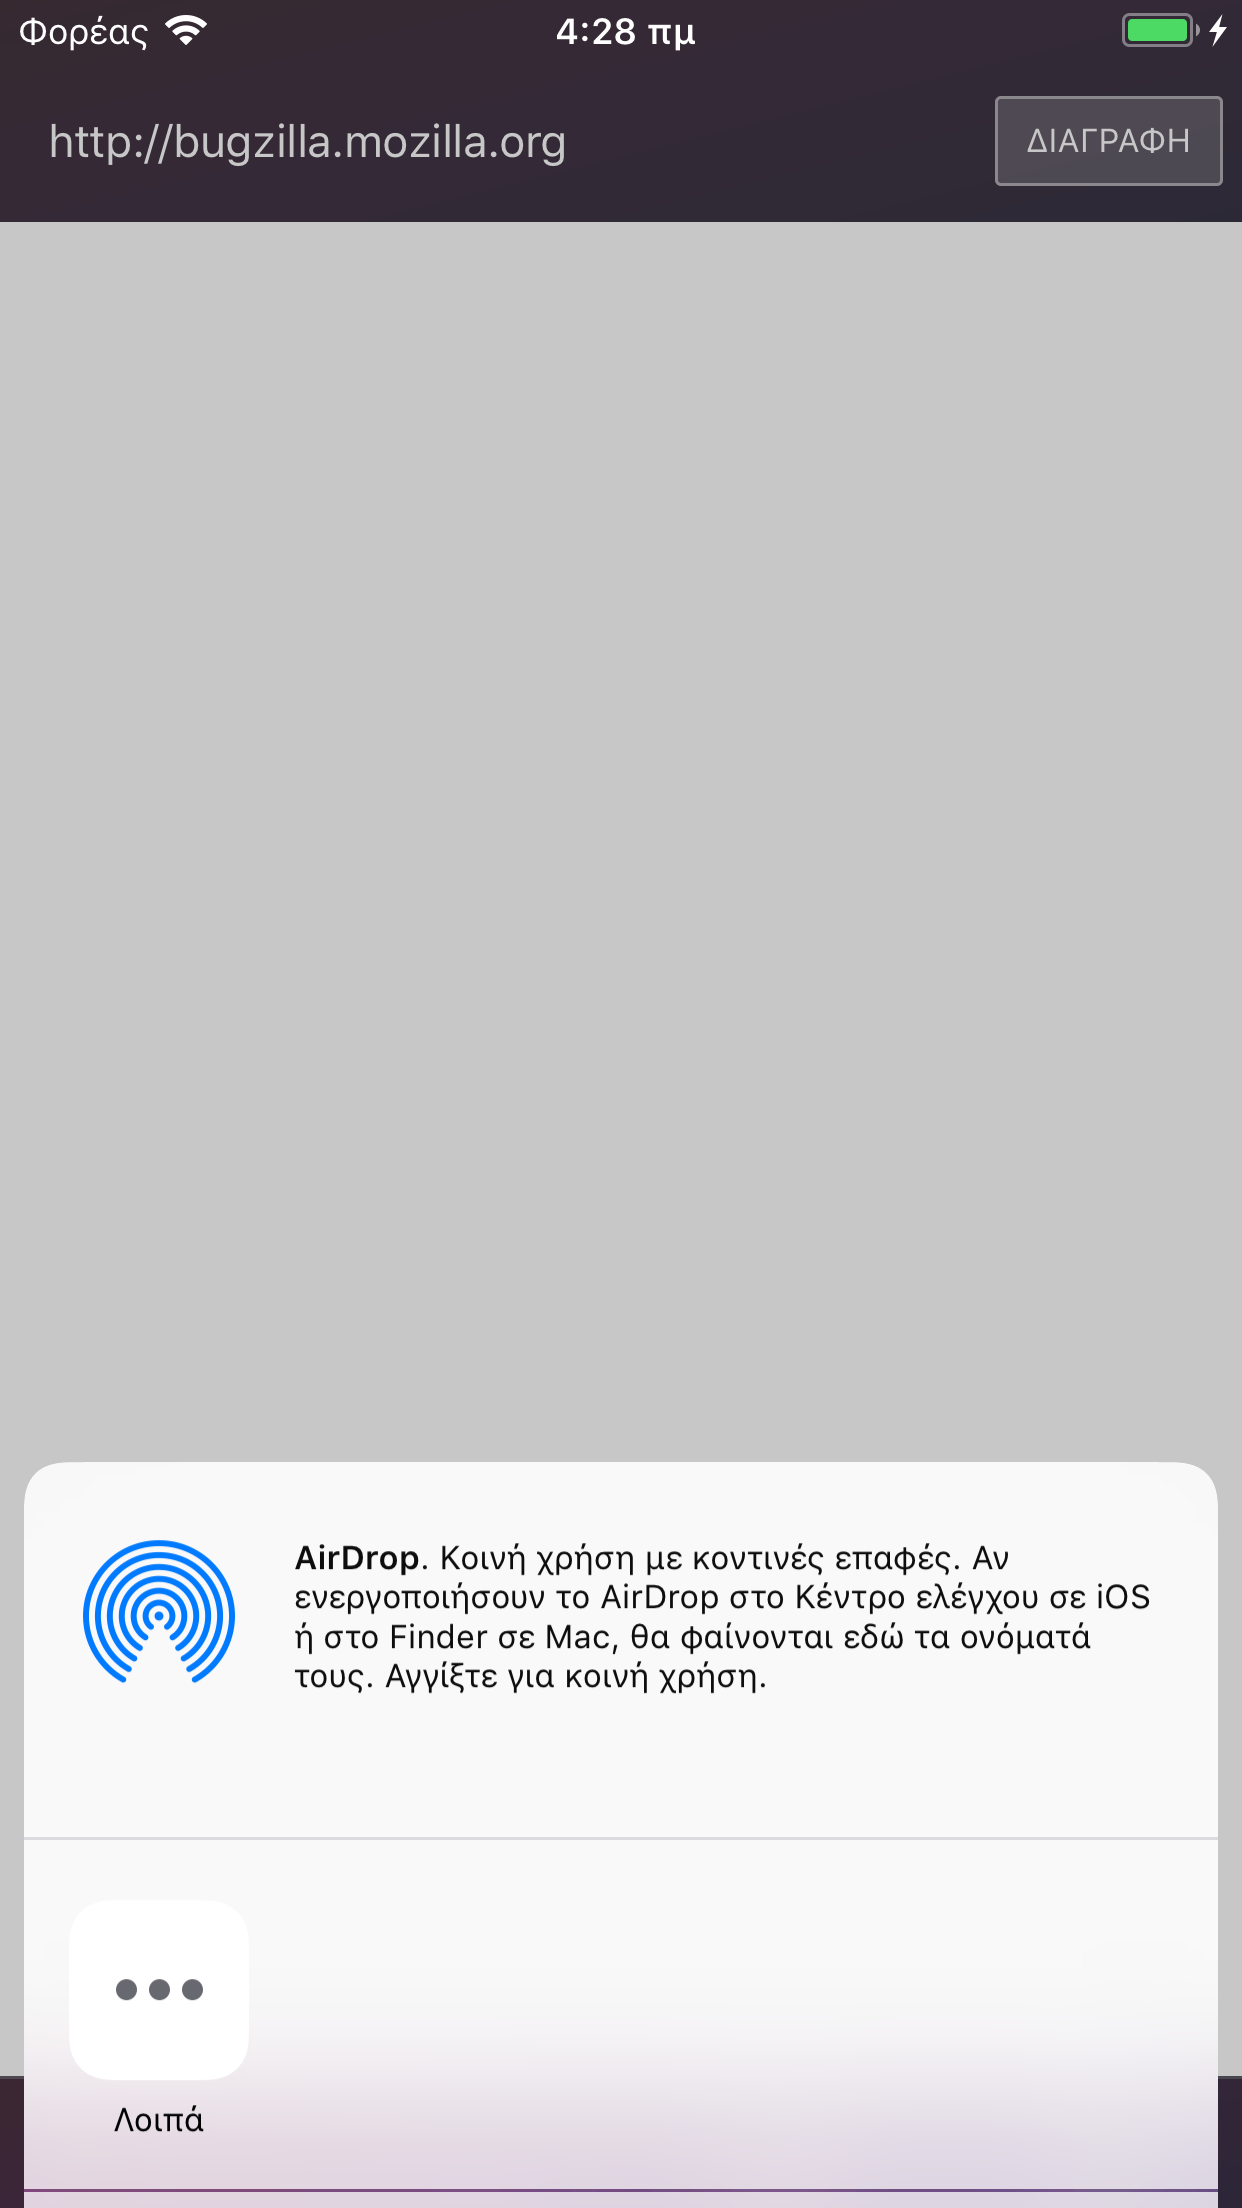 Φορέας
4:28 πμ
http://bugzilla.mozilla.org
ΔΙΑΓΡΑΦΗ
AirDrop. Κοινή χρήση με κοντινές επαφές. Αν
ενεργοποιήσουν το AirDrop στο Κέντρο ελέγχου σε iOS
ή στο Finder σε Mac, θα φαίνονται εδώ τα ονόματά
τους. Αγγίξτε για κοινή χρήση.
Λοιπά